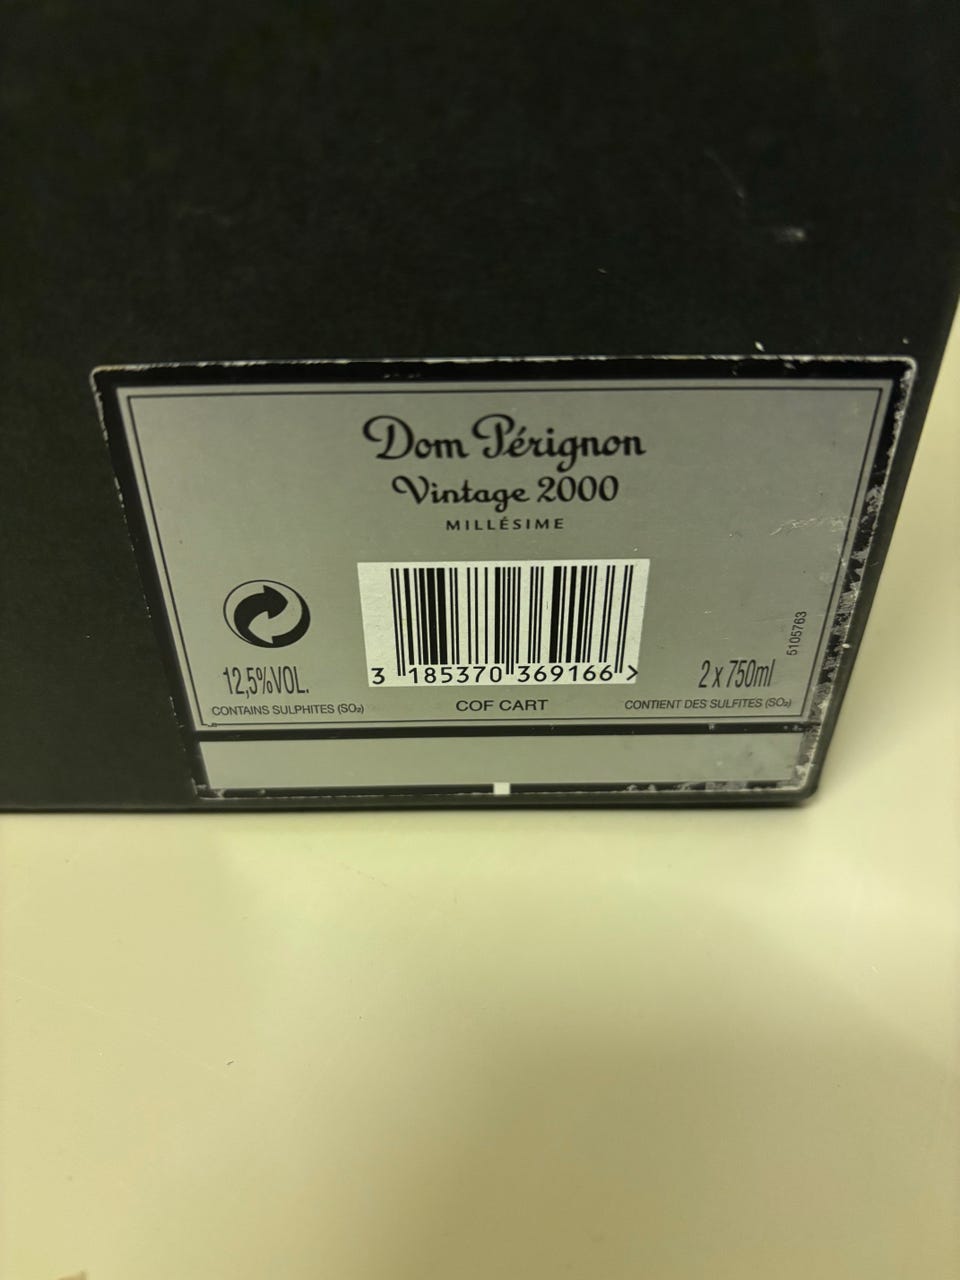 Dom Pérignon
Vintage 2000
MILLÉSIME
3 185370 369166 >
5105763
12,5%VOL.
2 x 750ml
CONTAINS SULPHITES (SO₂)
COF CART
CONTIENT DES SULFITES (SO₂)